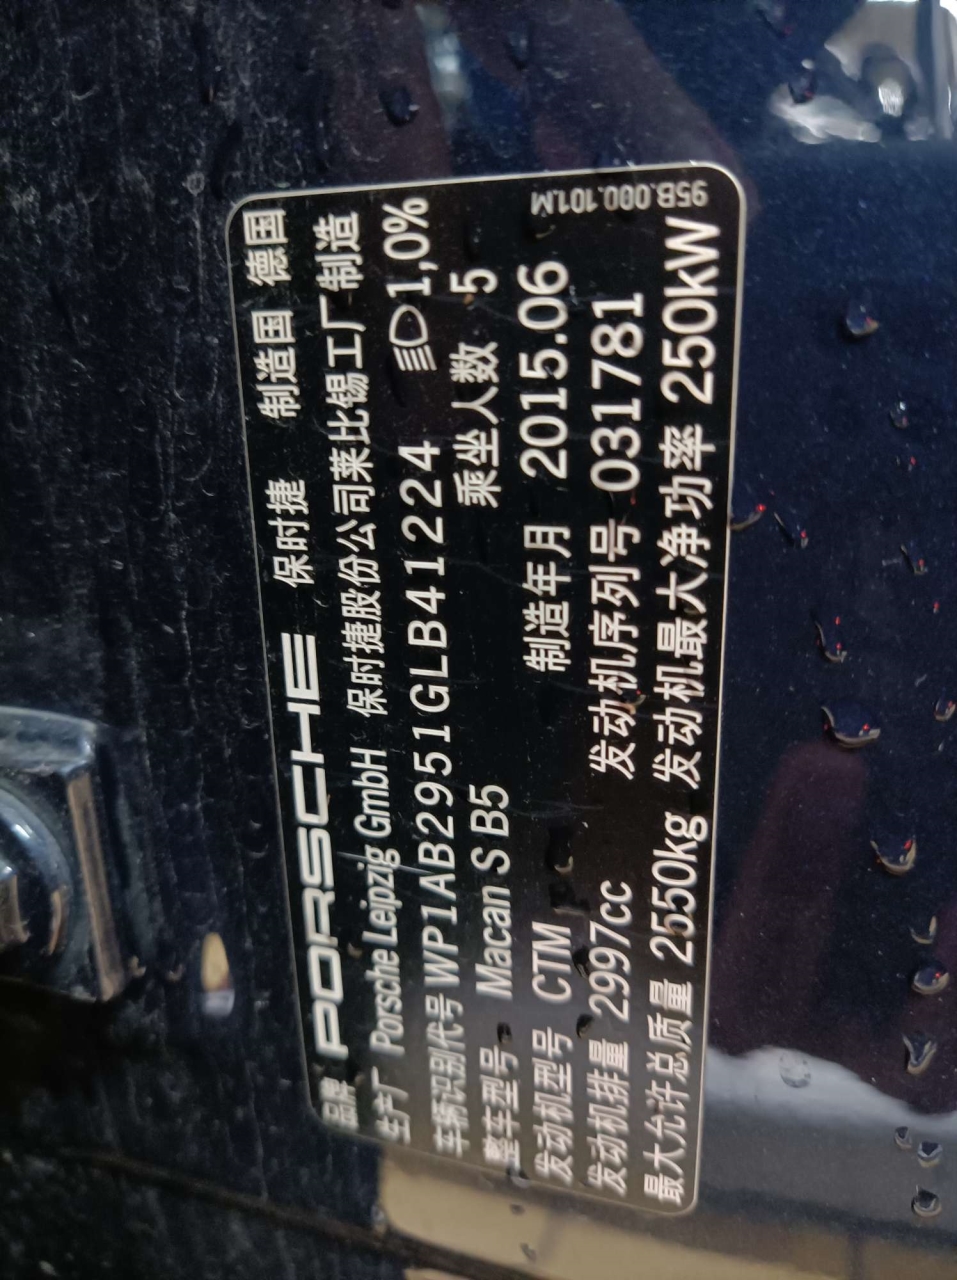 品牌 PORSCHE 保时捷 制造国 德国
生产厂 Porsche Leipzig GmbH 保时捷股份公司莱比锡工厂制造
车辆识别代号 WP1AB2951GLB41224 1,0%
整车型号 Macan S B5 乘坐人数 5
发动机型号 CTM 制造年月 2015.06
发动机排量 2997cc 发动机序列号 031781
最大允许总质量 2550kg 发动机最大净功率 250kW
95B.000.101.M